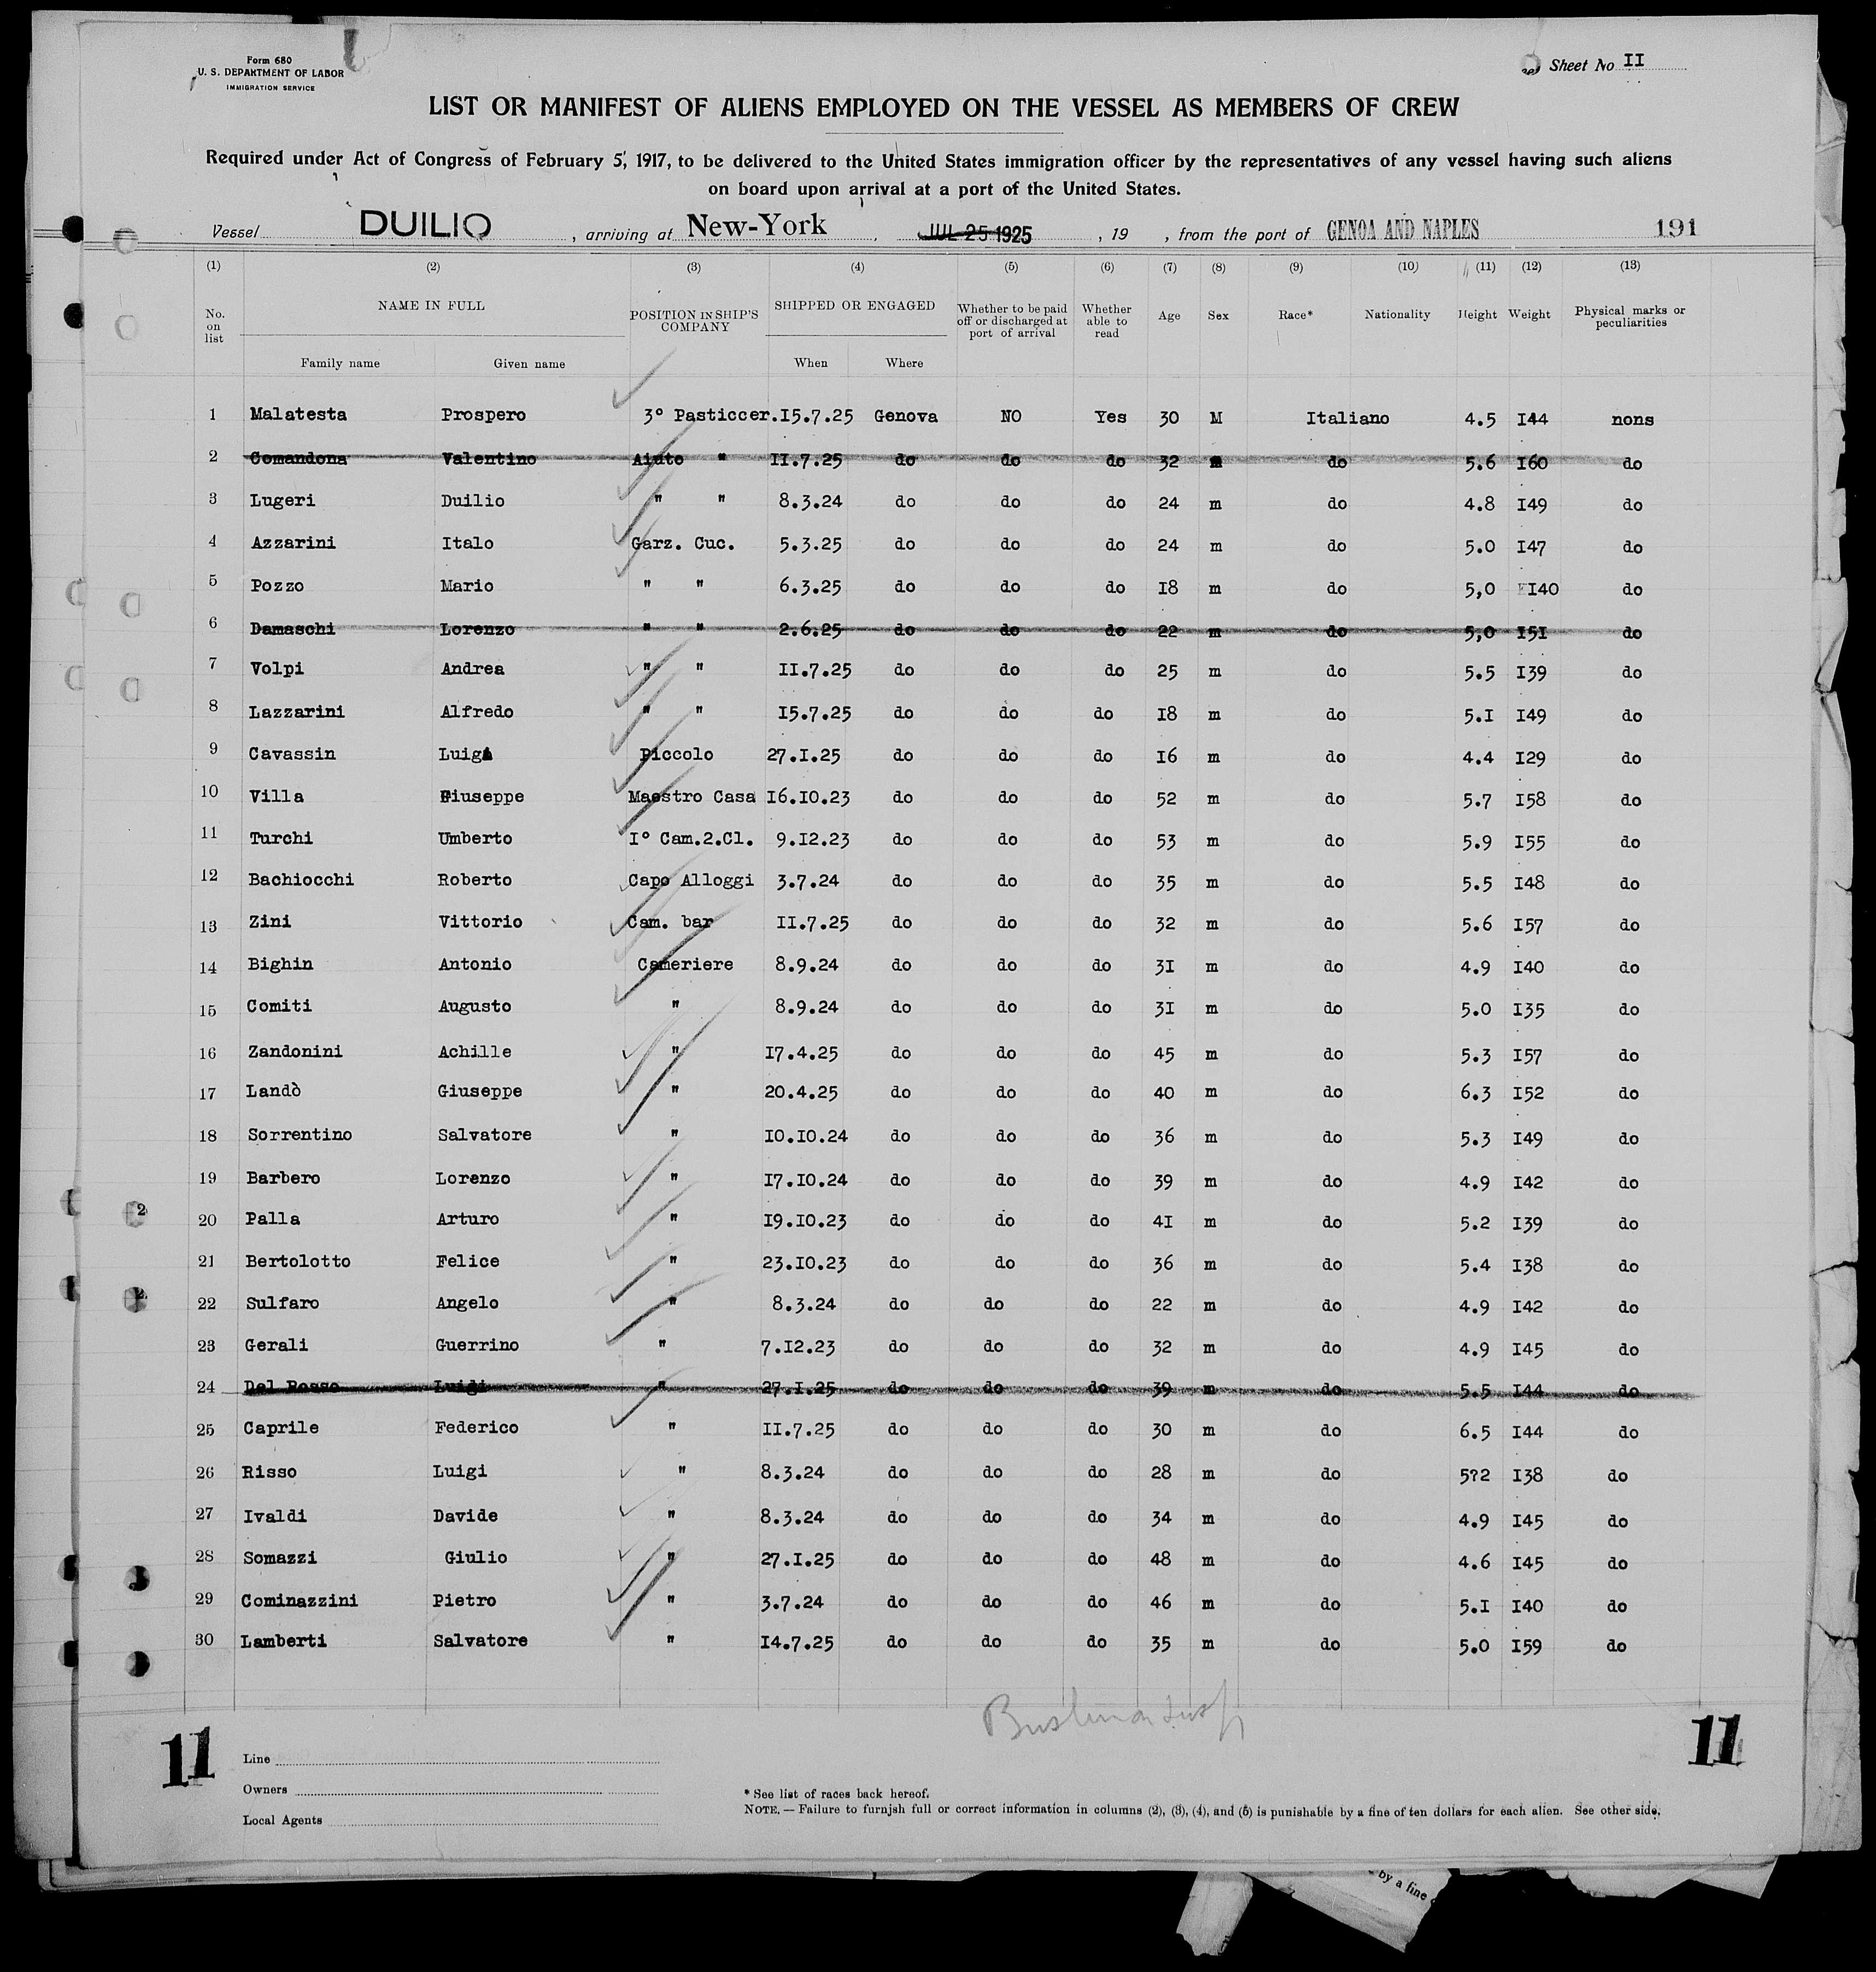 Form 680
U. S. DEPARTMENT OF LABOR
IMMIGRATION SERVICE
Sheet No II
LIST OR MANIFEST OF ALIENS EMPLOYED ON THE VESSEL AS MEMBERS OF CREW
Required under Act of Congress of February 5, 1917, to be delivered to the United States immigration officer by the representatives of any vessel having such aliens
on board upon arrival at a port of the United States.
Vessel DUILIO, arriving at New-York, JUL 25 1925, 19 , from the port of GENOA AND NAPLES 191
(1) (2) (3) (4) (5) (6) (7) (8) (9) (10) (11) (12) (13)
No. on list NAME IN FULL Family name Given name POSITION IN SHIP'S COMPANY SHIPPED OR ENGAGED When Where Whether to be paid off or discharged at port of arrival Whether able to read Age Sex Race* Nationality Height Weight Physical marks or peculiarities
1 Malatesta Prospero 3° Pasticcer. 15.7.25 Genova NO Yes 30 M Italiano 4.5 I44 nons
2 Comandona Valentino Aiuto " II.7.25 do do do 32 m do 5.6 I60 do
3 Lugeri Duilio " " 8.3.24 do do do 24 m do 4.8 I49 do
4 Azzarini Italo Garz. Cuc. 5.3.25 do do do 24 m do 5.0 I47 do
5 Pozzo Mario " " 6.3.25 do do do I8 m do 5,0 I40 do
6 Damaschi Lorenzo " " 2.6.25 do do do 22 m do 5,0 I5I do
7 Volpi Andrea " " II.7.25 do do do 25 m do 5.5 I39 do
8 Lazzarini Alfredo " " I5.7.25 do do do I8 m do 5.I I49 do
9 Cavassin Luigi Piccolo 27.I.25 do do do I6 m do 4.4 I29 do
10 Villa Giuseppe Maestro Casa I6.I0.23 do do do 52 m do 5.7 I58 do
11 Turchi Umberto I° Cam.2.Cl. 9.I2.23 do do do 53 m do 5.9 I55 do
12 Bachiocchi Roberto Capo Alloggi 3.7.24 do do do 35 m do 5.5 I48 do
13 Zini Vittorio Cam. bar II.7.25 do do do 32 m do 5.6 I57 do
14 Bighin Antonio Cameriere 8.9.24 do do do 3I m do 4.9 I40 do
15 Comiti Augusto " 8.9.24 do do do 3I m do 5.0 I35 do
16 Zandonini Achille " I7.4.25 do do do 45 m do 5.3 I57 do
17 Landò Giuseppe " 20.4.25 do do do 40 m do 6.3 I52 do
18 Sorrentino Salvatore " I0.I0.24 do do do 36 m do 5.3 I49 do
19 Barbero Lorenzo " I7.I0.24 do do do 39 m do 4.9 I42 do
20 Palla Arturo " I9.I0.23 do do do 4I m do 5.2 I39 do
21 Bertolotto Felice " 23.I0.23 do do do 36 m do 5.4 I38 do
22 Sulfaro Angelo " 8.3.24 do do do 22 m do 4.9 I42 do
23 Gerali Guerrino " 7.I2.23 do do do 32 m do 4.9 I45 do
24 Del Rosso Luigi " 27.I.25 do do do 39 m do 5.5 I44 do
25 Caprile Federico " II.7.25 do do do 30 m do 6.5 I44 do
26 Risso Luigi " 8.3.24 do do do 28 m do 5?2 I38 do
27 Ivaldi Davide " 8.3.24 do do do 34 m do 4.9 I45 do
28 Somazzi Giulio " 27.I.25 do do do 48 m do 4.6 I45 do
29 Cominazzini Pietro " 3.7.24 do do do 46 m do 5.I I40 do
30 Lamberti Salvatore " I4.7.25 do do do 35 m do 5.0 I59 do
11 11
Line
Owners
Local Agents
* See list of races back hereof.
NOTE. — Failure to furnish full or correct information in columns (2), (3), (4), and (5) is punishable by a fine of ten dollars for each alien. See other side.
by a fine